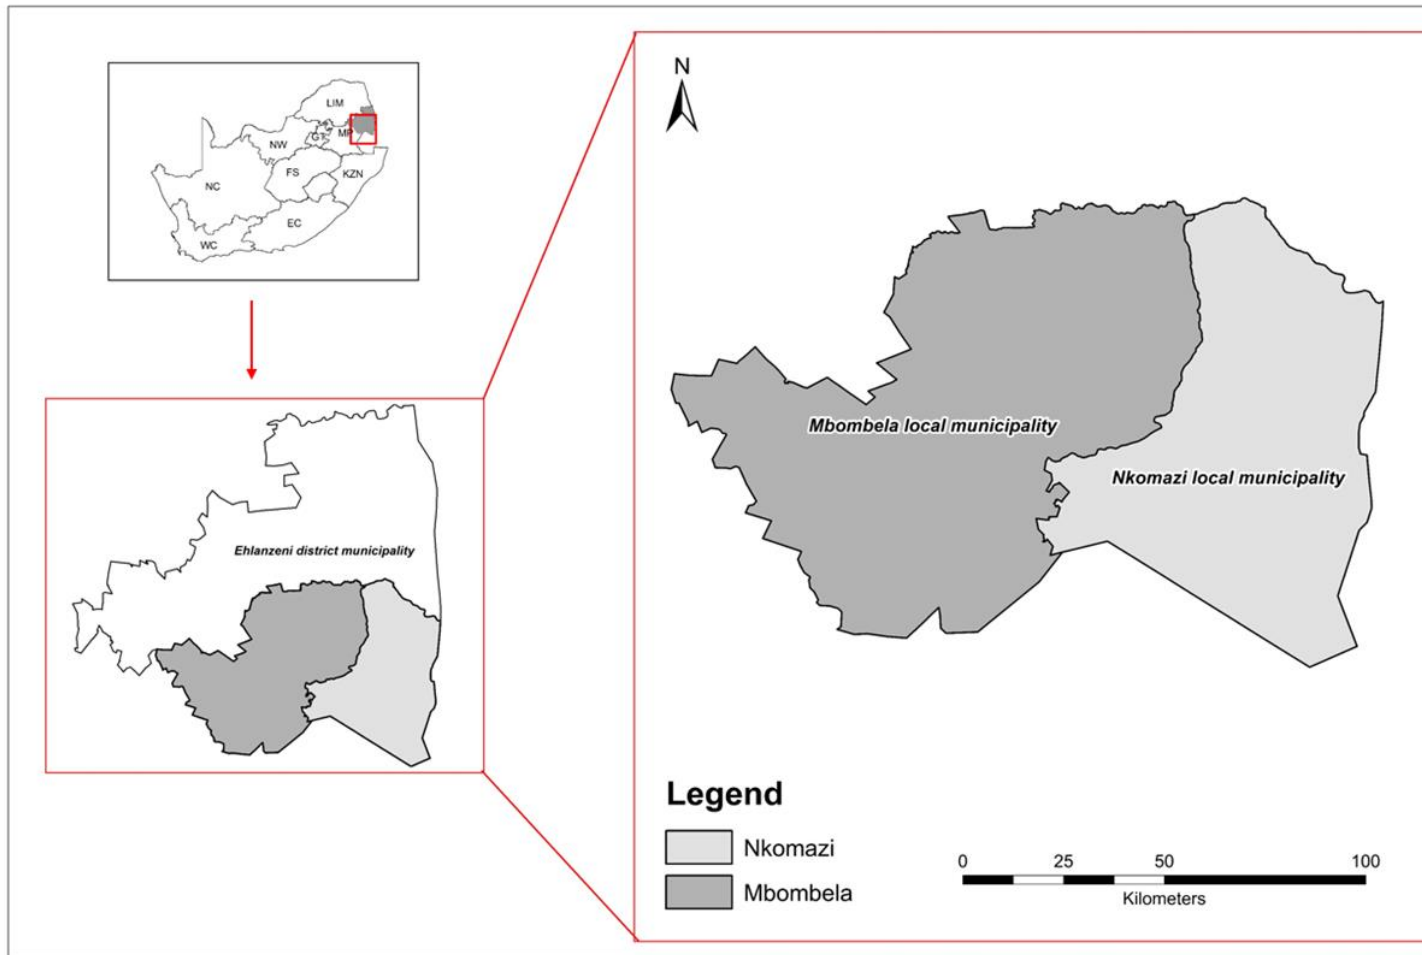 LIM
NW
GT
MP
NC
FS
KZN
EC
WC
Ehlanzeni district municipality
N
Mbombela local municipality
Nkomazi local municipality
Legend
Nkomazi
Mbombela
0 25 50 100
Kilometers